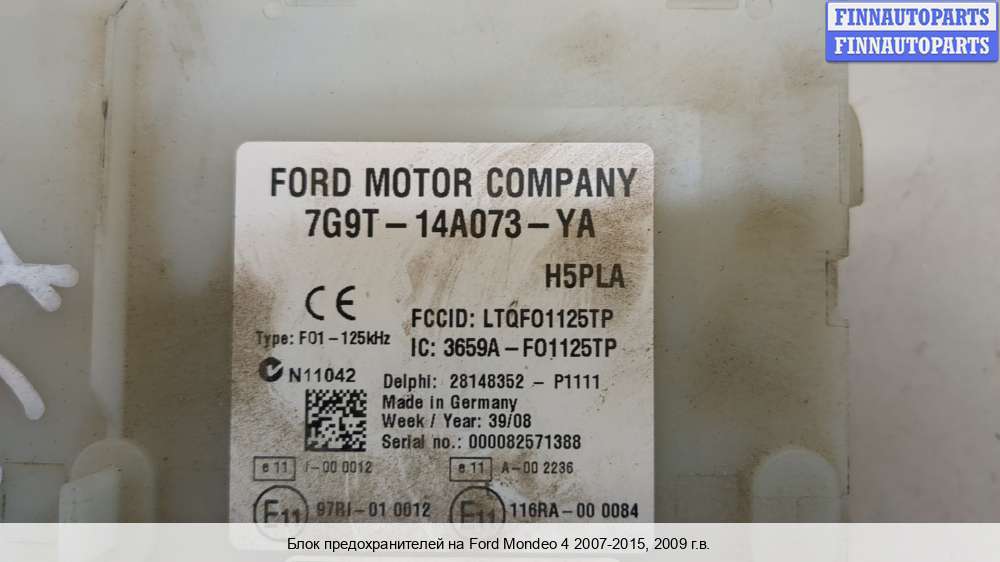 FINNAUTOPARTS
FINNAUTOPARTS
FORD MOTOR COMPANY
7G9T-14A073-YA
H5PLA
CE
FCCID: LTQFO1125TP
Type: F01-125kHz
IC: 3659A-FO1125TP
N11042
Delphi: 28148352 - P1111
Made in Germany
Week / Year: 39/08
Serial no.: 000082571388
e 11 I-00 0012 e 11 A-00 2236
E11 97RI-01 0012 E11 116RA-00 0084
Блок предохранителей на Ford Mondeo 4 2007-2015, 2009 г.в.